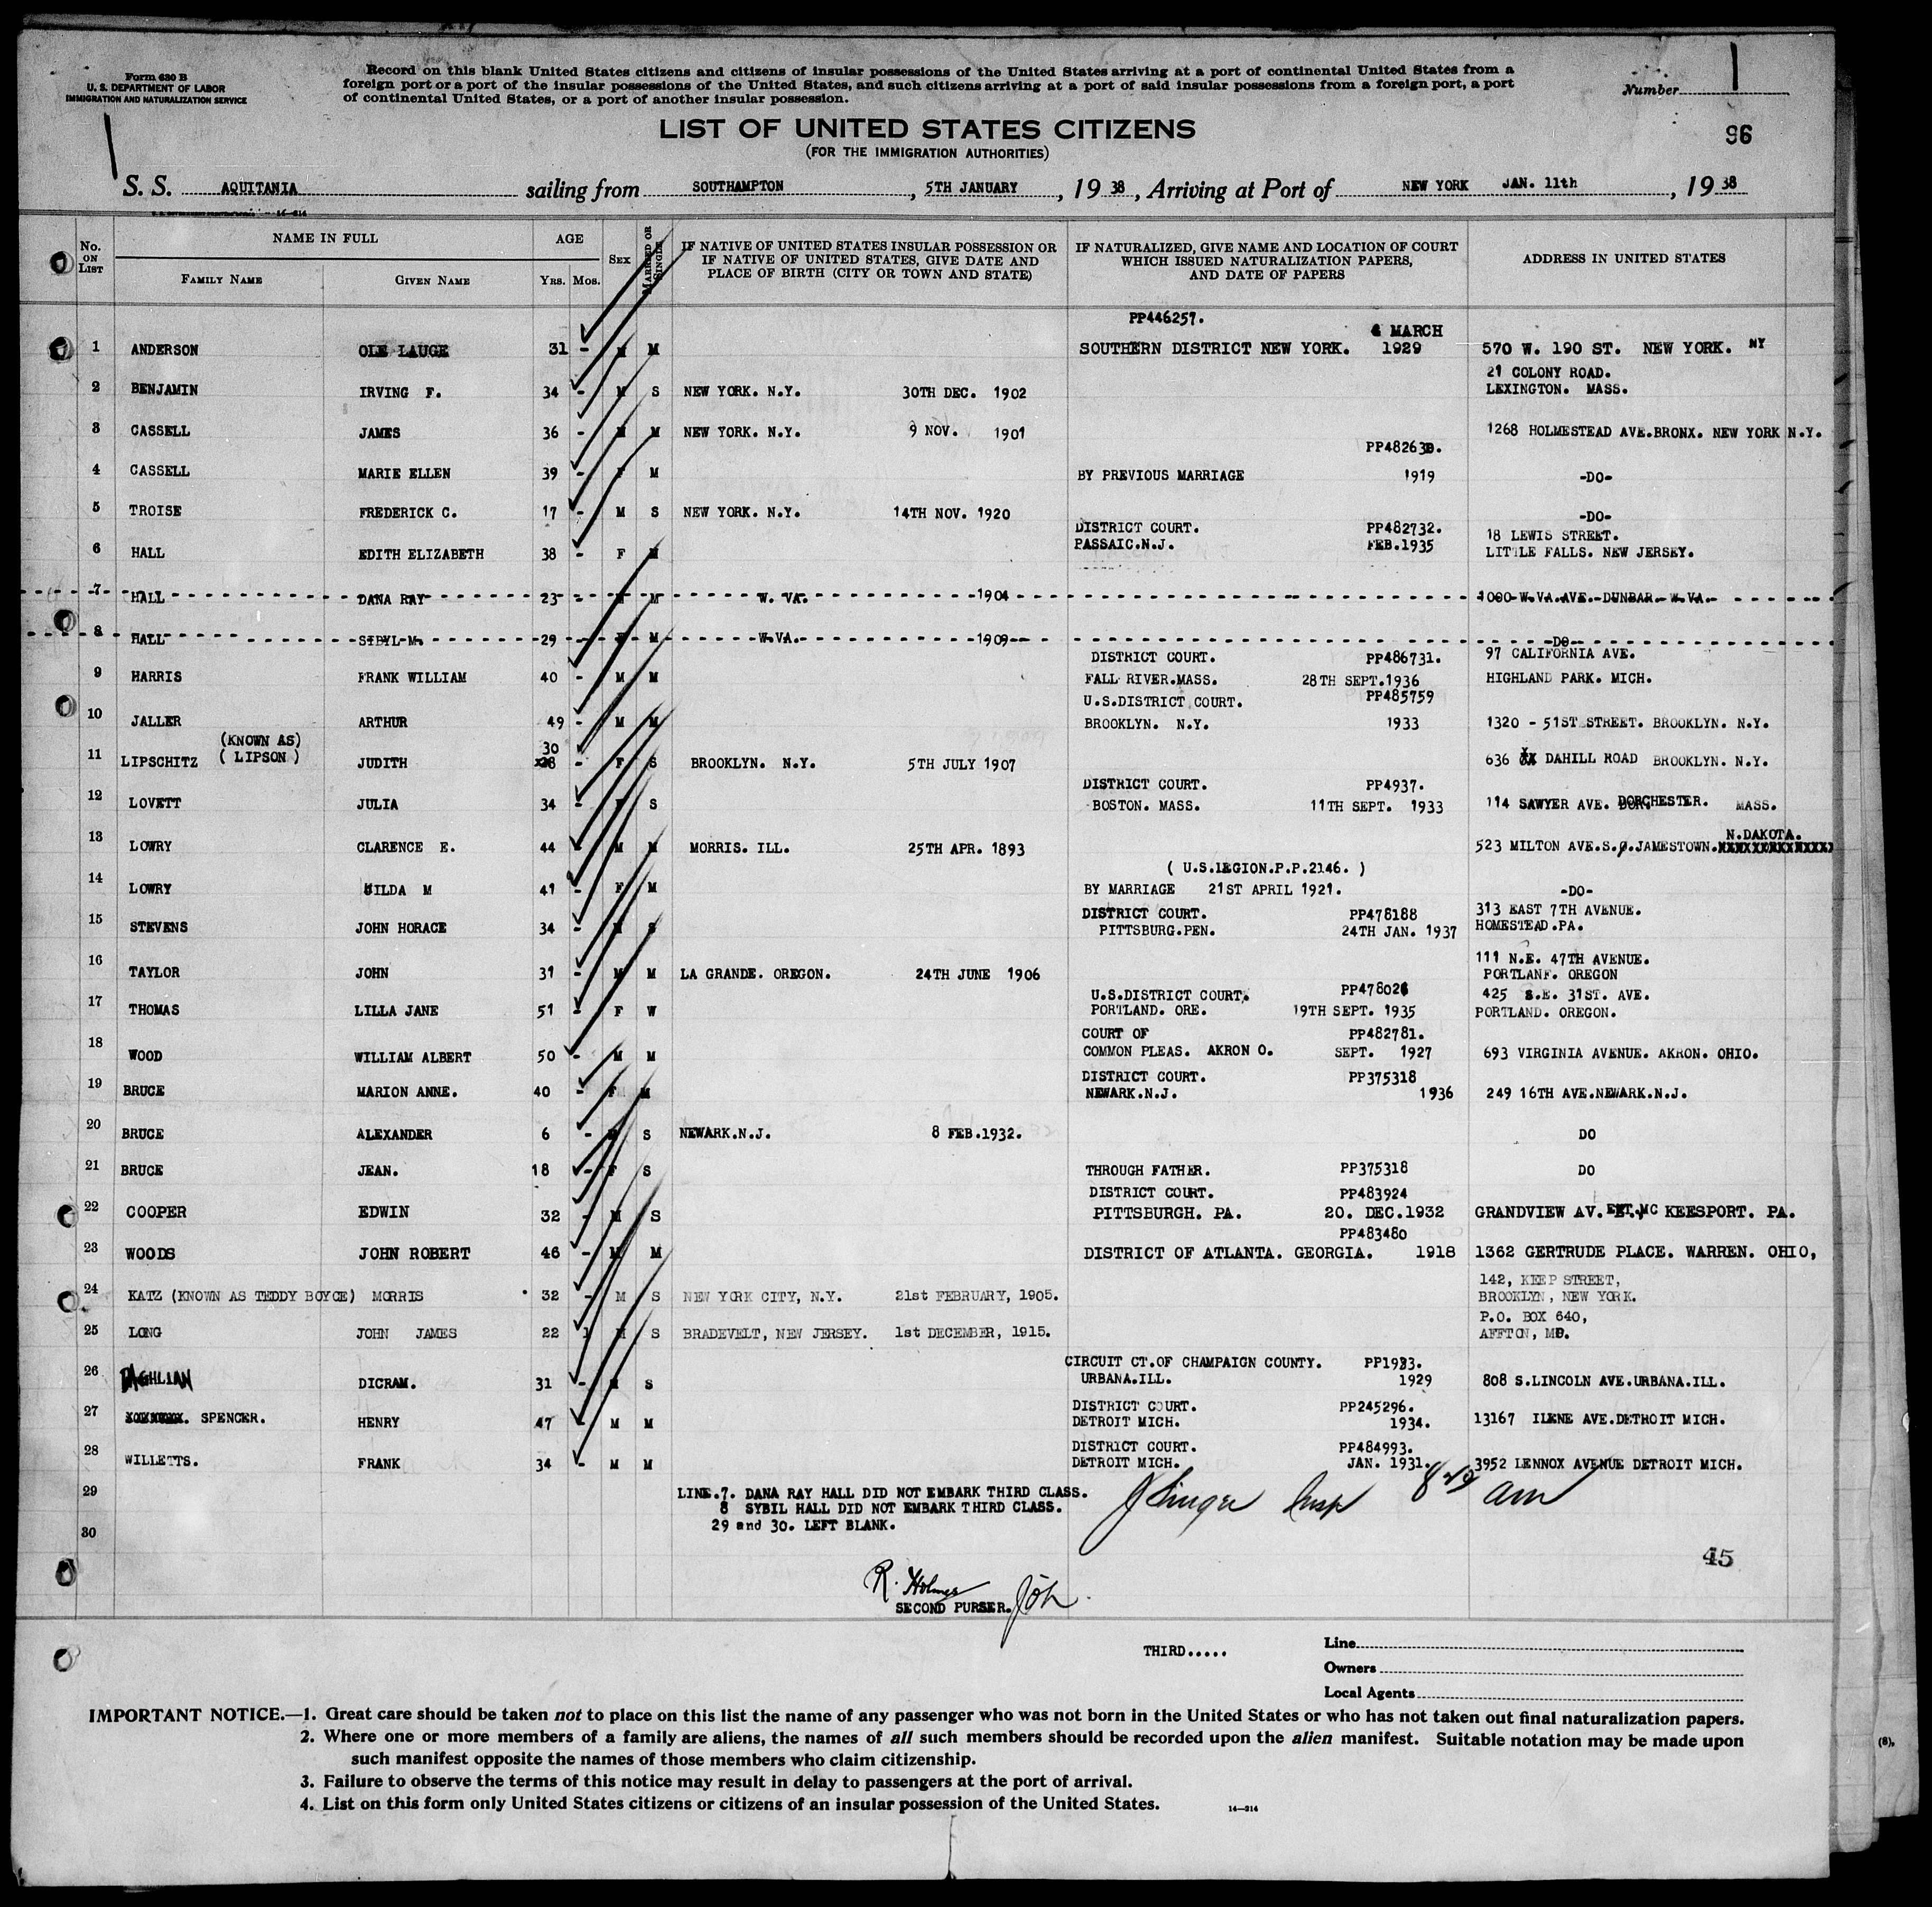 Form 630 B
U. S. DEPARTMENT OF LABOR
IMMIGRATION AND NATURALIZATION SERVICE
Record on this blank United States citizens and citizens of insular possessions of the United States arriving at a port of continental United States from a
foreign port or a port of the insular possessions of the United States, and such citizens arriving at a port of said insular possessions from a foreign port, a port
of continental United States, or a port of another insular possession.
Number 1
LIST OF UNITED STATES CITIZENS
(FOR THE IMMIGRATION AUTHORITIES)
96
S. S. AQUITANIA sailing from SOUTHAMPTON, 5TH JANUARY, 19 38, Arriving at Port of NEW YORK JAN. 11th, 19 38
No. ON LIST NAME IN FULL FAMILY NAME GIVEN NAME AGE YRS. MOS. SEX MARRIED OR SINGLE
IF NATIVE OF UNITED STATES INSULAR POSSESSION OR IF NATIVE OF UNITED STATES, GIVE DATE AND PLACE OF BIRTH (CITY OR TOWN AND STATE)
IF NATURALIZED, GIVE NAME AND LOCATION OF COURT WHICH ISSUED NATURALIZATION PAPERS, AND DATE OF PAPERS
ADDRESS IN UNITED STATES
PP446257.
4 MARCH
1 ANDERSON OLE LAUGE 31 - M M SOUTHERN DISTRICT NEW YORK. 1929 570 W. 190 ST. NEW YORK. NY
21 COLONY ROAD.
2 BENJAMIN IRVING F. 34 - M S NEW YORK. N.Y. 30TH DEC. 1902 LEXINGTON. MASS.
3 CASSELL JAMES 36 - M M NEW YORK. N.Y. 9 NOV. 1901 1268 HOLMESTEAD AVE.BRONX. NEW YORK N.Y.
PP48263
4 CASSELL MARIE ELLEN 39 - F M BY PREVIOUS MARRIAGE 1919 -DO-
5 TROISE FREDERICK C. 17 - M S NEW YORK. N.Y. 14TH NOV. 1920 -DO-
DISTRICT COURT. PP482732. 18 LEWIS STREET.
6 HALL EDITH ELIZABETH 38 - F M PASSAIC.N.J. FEB.1935 LITTLE FALLS. NEW JERSEY.
7 HALL DANA RAY 23 - M M W. VA. 1904 1000 W.VA.AVE. DUNBAR. W.VA.
8 HALL SIBYL M. 29 - F M W.VA. 1909 DO
DISTRICT COURT. PP486731. 97 CALIFORNIA AVE.
9 HARRIS FRANK WILLIAM 40 - M M FALL RIVER.MASS. 28TH SEPT.1936 HIGHLAND PARK. MICH.
U.S.DISTRICT COURT. PP485759
10 JALLER ARTHUR 49 - M M BROOKLYN. N.Y. 1933 1320 - 51ST STREET. BROOKLYN. N.Y.
(KNOWN AS) 30
11 LIPSCHITZ ( LIPSON ) JUDITH - F S BROOKLYN. N.Y. 5TH JULY 1907 636 DAHILL ROAD BROOKLYN. N.Y.
DISTRICT COURT. PP4937.
12 LOVETT JULIA 34 - F S BOSTON. MASS. 11TH SEPT. 1933 114 SAWYER AVE. DORCHESTER. MASS.
N.DAKOTA.
13 LOWRY CLARENCE E. 44 - M M MORRIS. ILL. 25TH APR. 1893 523 MILTON AVE.S.JAMESTOWN.
( U.S.LEGION.P.P.2146. )
14 LOWRY HILDA M 41 - F M BY MARRIAGE 21ST APRIL 1921. -DO-
DISTRICT COURT. PP478188 313 EAST 7TH AVENUE.
15 STEVENS JOHN HORACE 34 - M S PITTSBURG.PEN. 24TH JAN. 1937 HOMESTEAD.PA.
111 N.E. 47TH AVENUE.
16 TAYLOR JOHN 31 - M M LA GRANDE. OREGON. 24TH JUNE 1906 PORTLANF. OREGON
U.S.DISTRICT COURT. PP478026 425 S.E. 31ST. AVE.
17 THOMAS LILLA JANE 51 - F W PORTLAND. ORE. 19TH SEPT. 1935 PORTLAND. OREGON.
COURT OF PP482781.
18 WOOD WILLIAM ALBERT 50 - M M COMMON PLEAS. AKRON O. SEPT. 1927 693 VIRGINIA AVENUE. AKRON. OHIO.
DISTRICT COURT. PP375318
19 BRUCE MARION ANNE. 40 - F M NEWARK.N.J. 1936 249 16TH AVE.NEWARK.N.J.
20 BRUCE ALEXANDER 6 - M S NEWARK.N.J. 8 FEB.1932. DO
21 BRUCE JEAN. 18 - F S THROUGH FATHER. PP375318 DO
DISTRICT COURT. PP483924
22 COOPER EDWIN 32 - M S PITTSBURGH. PA. 20. DEC.1932 GRANDVIEW AV. EXT. MC KEESPORT. PA.
PP483480
23 WOODS JOHN ROBERT 46 - M M DISTRICT OF ATLANTA. GEORGIA. 1918 1362 GERTRUDE PLACE. WARREN. OHIO,
142, KEEP STREET,
24 KATZ (KNOWN AS TEDDY BOYCE) MORRIS 32 - M S NEW YORK CITY, N.Y. 21st FEBRUARY, 1905. BROOKLYN, NEW YORK.
P.O. BOX 640,
25 LONG JOHN JAMES 22 1 M S BRADEVELT, NEW JERSEY. 1st DECEMBER, 1915. AFFTON, MO.
CIRCUIT CT.OF CHAMPAIGN COUNTY. PP1933.
26 PAGHLIAN DICRAM. 31 - M S URBANA.ILL. 1929 808 S.LINCOLN AVE.URBANA.ILL.
DISTRICT COURT. PP245296.
27 SPENCER. HENRY 47 - M M DETROIT MICH. 1934. 13167 ILENE AVE.DETROIT MICH.
DISTRICT COURT. PP484993.
28 WILLETTS. FRANK 34 - M M DETROIT MICH. JAN. 1931. 3952 LENNOX AVENUE DETROIT MICH.
29 LINE.7. DANA RAY HALL DID NOT EMBARK THIRD CLASS.
8 SYBIL HALL DID NOT EMBARK THIRD CLASS.
29 and 30. LEFT BLANK.
30
Insp am
45
R. Holmes
SECOND PURSER.
THIRD.....
Line
Owners
Local Agents
IMPORTANT NOTICE.—1. Great care should be taken not to place on this list the name of any passenger who was not born in the United States or who has not taken out final naturalization papers.
2. Where one or more members of a family are aliens, the names of all such members should be recorded upon the alien manifest. Suitable notation may be made upon
such manifest opposite the names of those members who claim citizenship.
3. Failure to observe the terms of this notice may result in delay to passengers at the port of arrival.
4. List on this form only United States citizens or citizens of an insular possession of the United States.
14—314
(8),